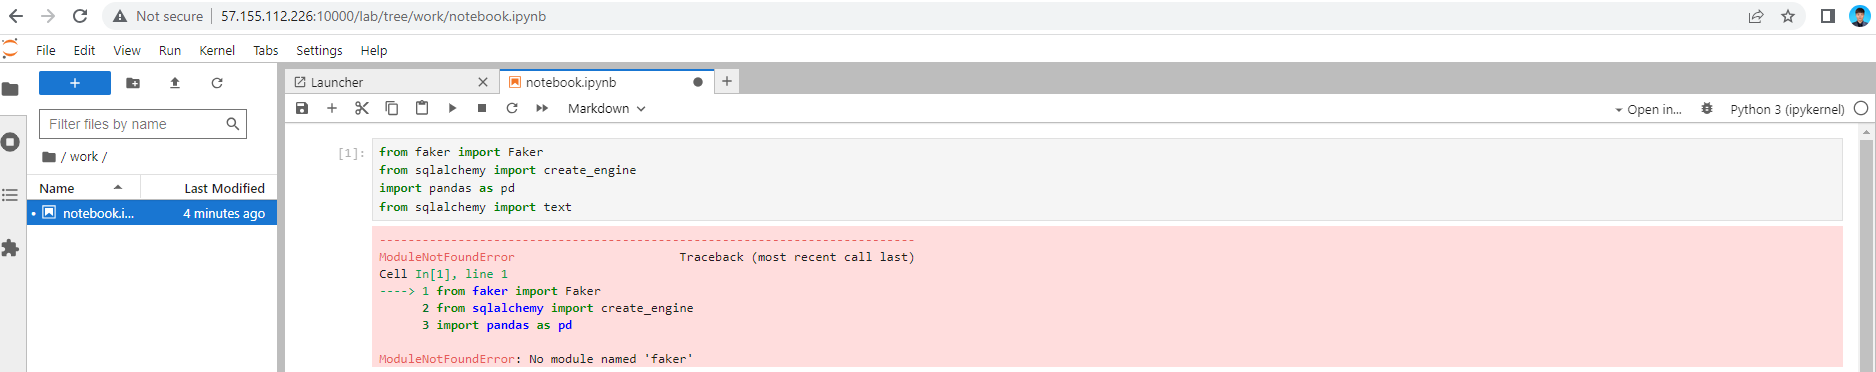 Not secure 57.155.112.226:10000/lab/tree/work/notebook.ipynb
File Edit View Run Kernel Tabs Settings Help
+
Launcher
notebook.ipynb
+
Markdown
Open in...
Python 3 (ipykernel)
Filter files by name
/ work /
Name Last Modified
notebook.i... 4 minutes ago
[1]:
from faker import Faker
from sqlalchemy import create_engine
import pandas as pd
from sqlalchemy import text
---------------------------------------------------------------------------
ModuleNotFoundError Traceback (most recent call last)
Cell In[1], line 1
----> 1 from faker import Faker
2 from sqlalchemy import create_engine
3 import pandas as pd
ModuleNotFoundError: No module named 'faker'